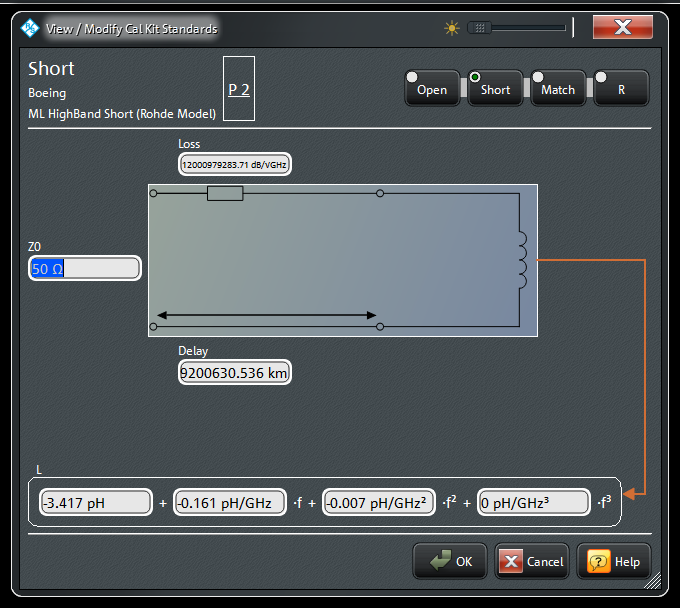 View / Modify Cal Kit Standards
Short
Boeing
ML HighBand Short (Rohde Model)
P 2
Open
Short
Match
R
Loss
12000979283.71 dB/√GHz
Z0
50 Ω
Delay
9200630.536 km
L
-3.417 pH + -0.161 pH/GHz ·f + -0.007 pH/GHz² ·f² + 0 pH/GHz³ ·f³
OK
Cancel
Help